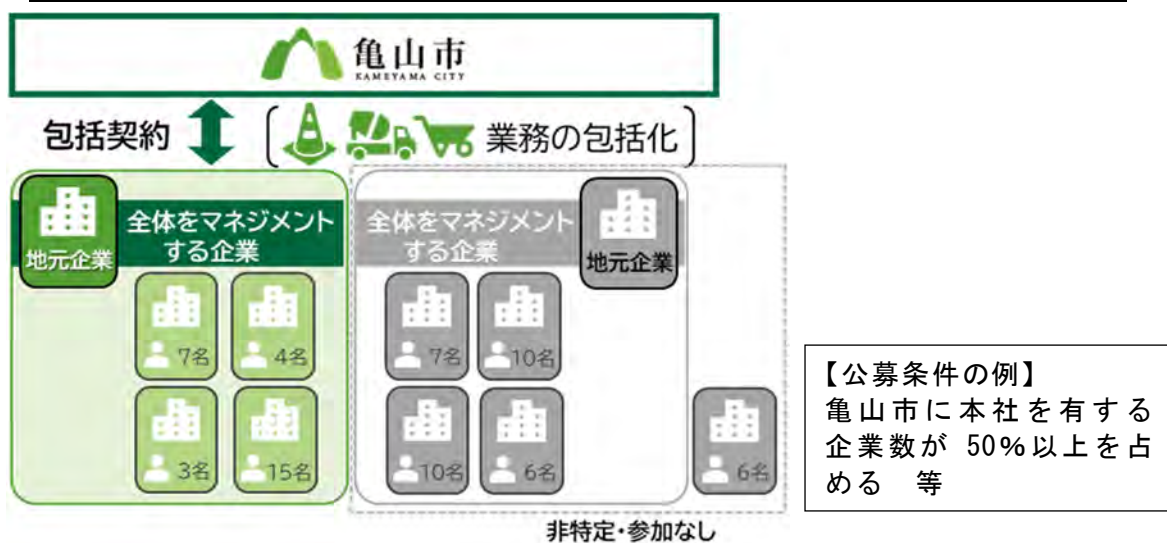 亀山市
KAMEYAMA CITY
包括契約
業務の包括化
地元企業
全体をマネジメント
する企業
7名
4名
3名
15名
全体をマネジメント
する企業
地元企業
7名
10名
10名
6名
6名
非特定・参加なし
【公募条件の例】
亀山市に本社を有する
企業数が 50%以上を占
める 等